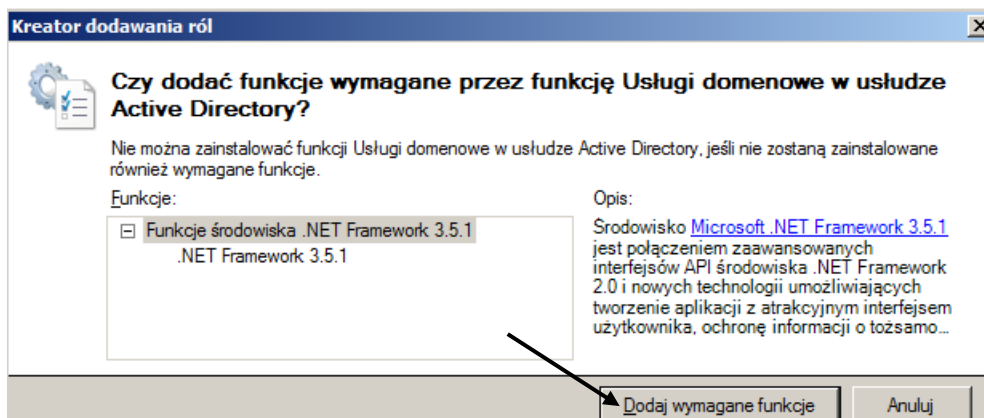 Kreator dodawania ról
Czy dodać funkcje wymagane przez funkcję Usługi domenowe w usłudze
Active Directory?
Nie można zainstalować funkcji Usługi domenowe w usłudze Active Directory, jeśli nie zostaną zainstalowane
również wymagane funkcje.
Funkcje:
Funkcje środowiska .NET Framework 3.5.1
.NET Framework 3.5.1
Opis:
Środowisko Microsoft .NET Framework 3.5.1
jest połączeniem zaawansowanych
interfejsów API środowiska .NET Framework
2.0 i nowych technologii umożliwiających
tworzenie aplikacji z atrakcyjnym interfejsem
użytkownika, ochronę informacji o tożsamo...
Dodaj wymagane funkcje
Anuluj